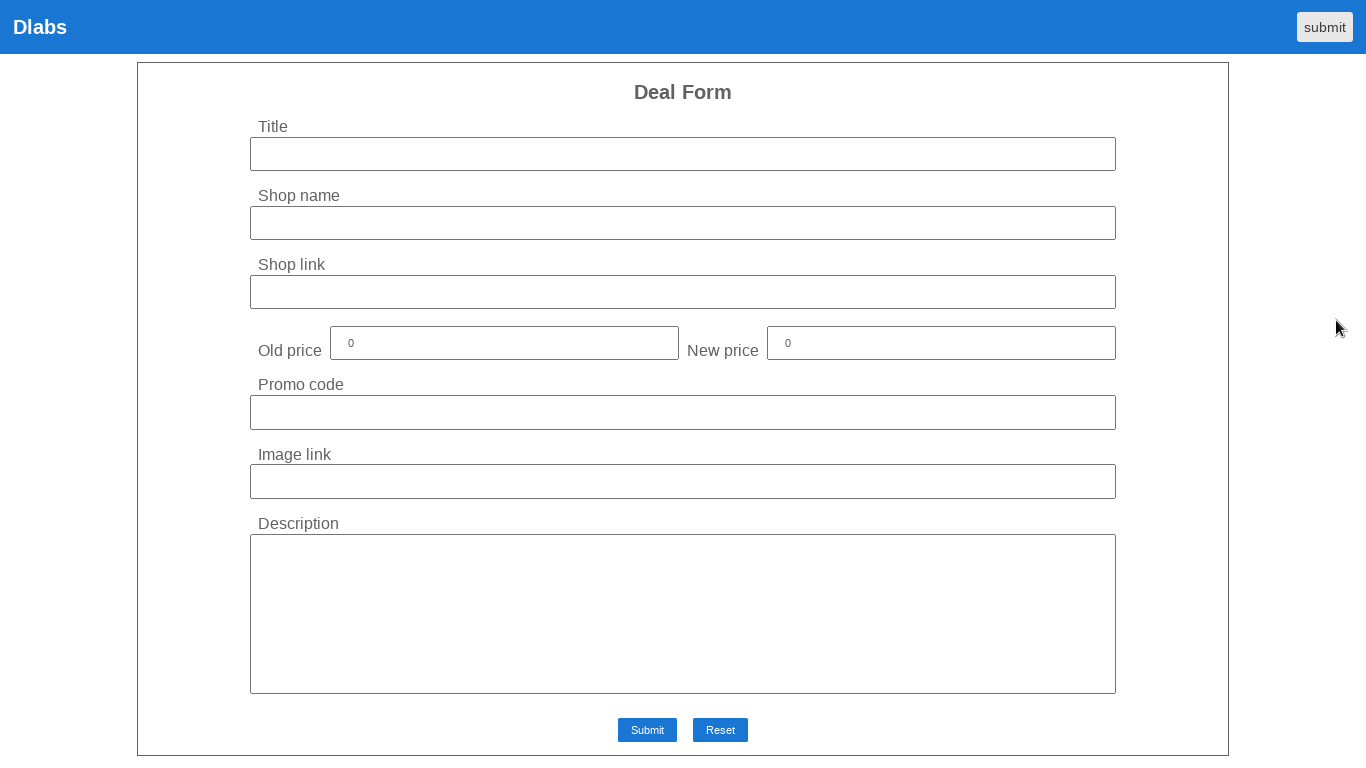 Dlabs
submit
Deal Form
Title
Shop name
Shop link
Old price 0 New price 0
Promo code
Image link
Description
Submit Reset